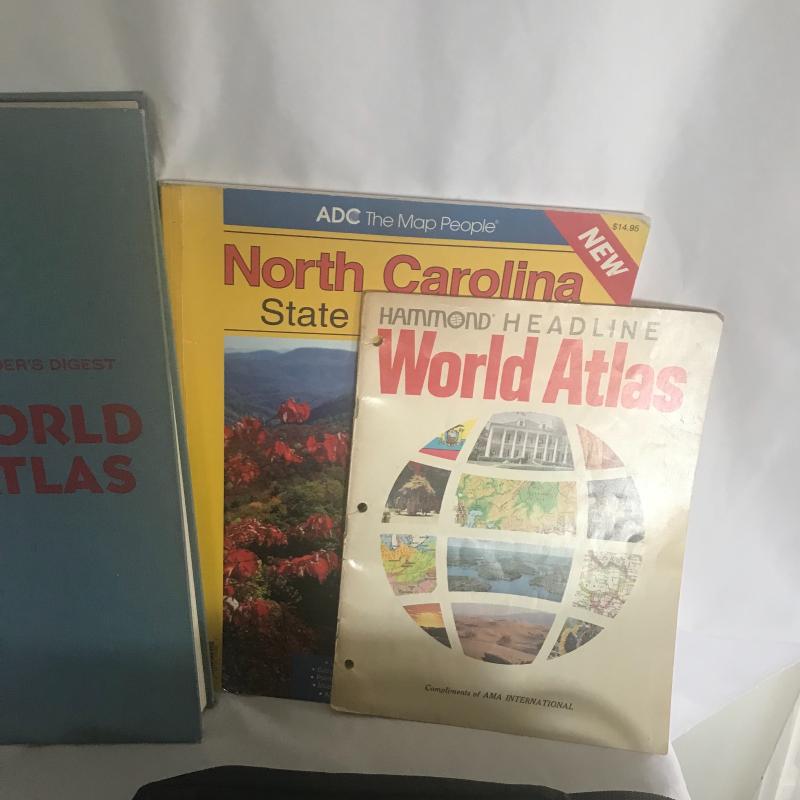 DER'S DIGEST
ORLD
ATLAS
ADC The Map People®
NEW
$14.95
North Carolina
State
HAMMOND® HEADLINE
World Atlas
Compliments of AMA INTERNATIONAL